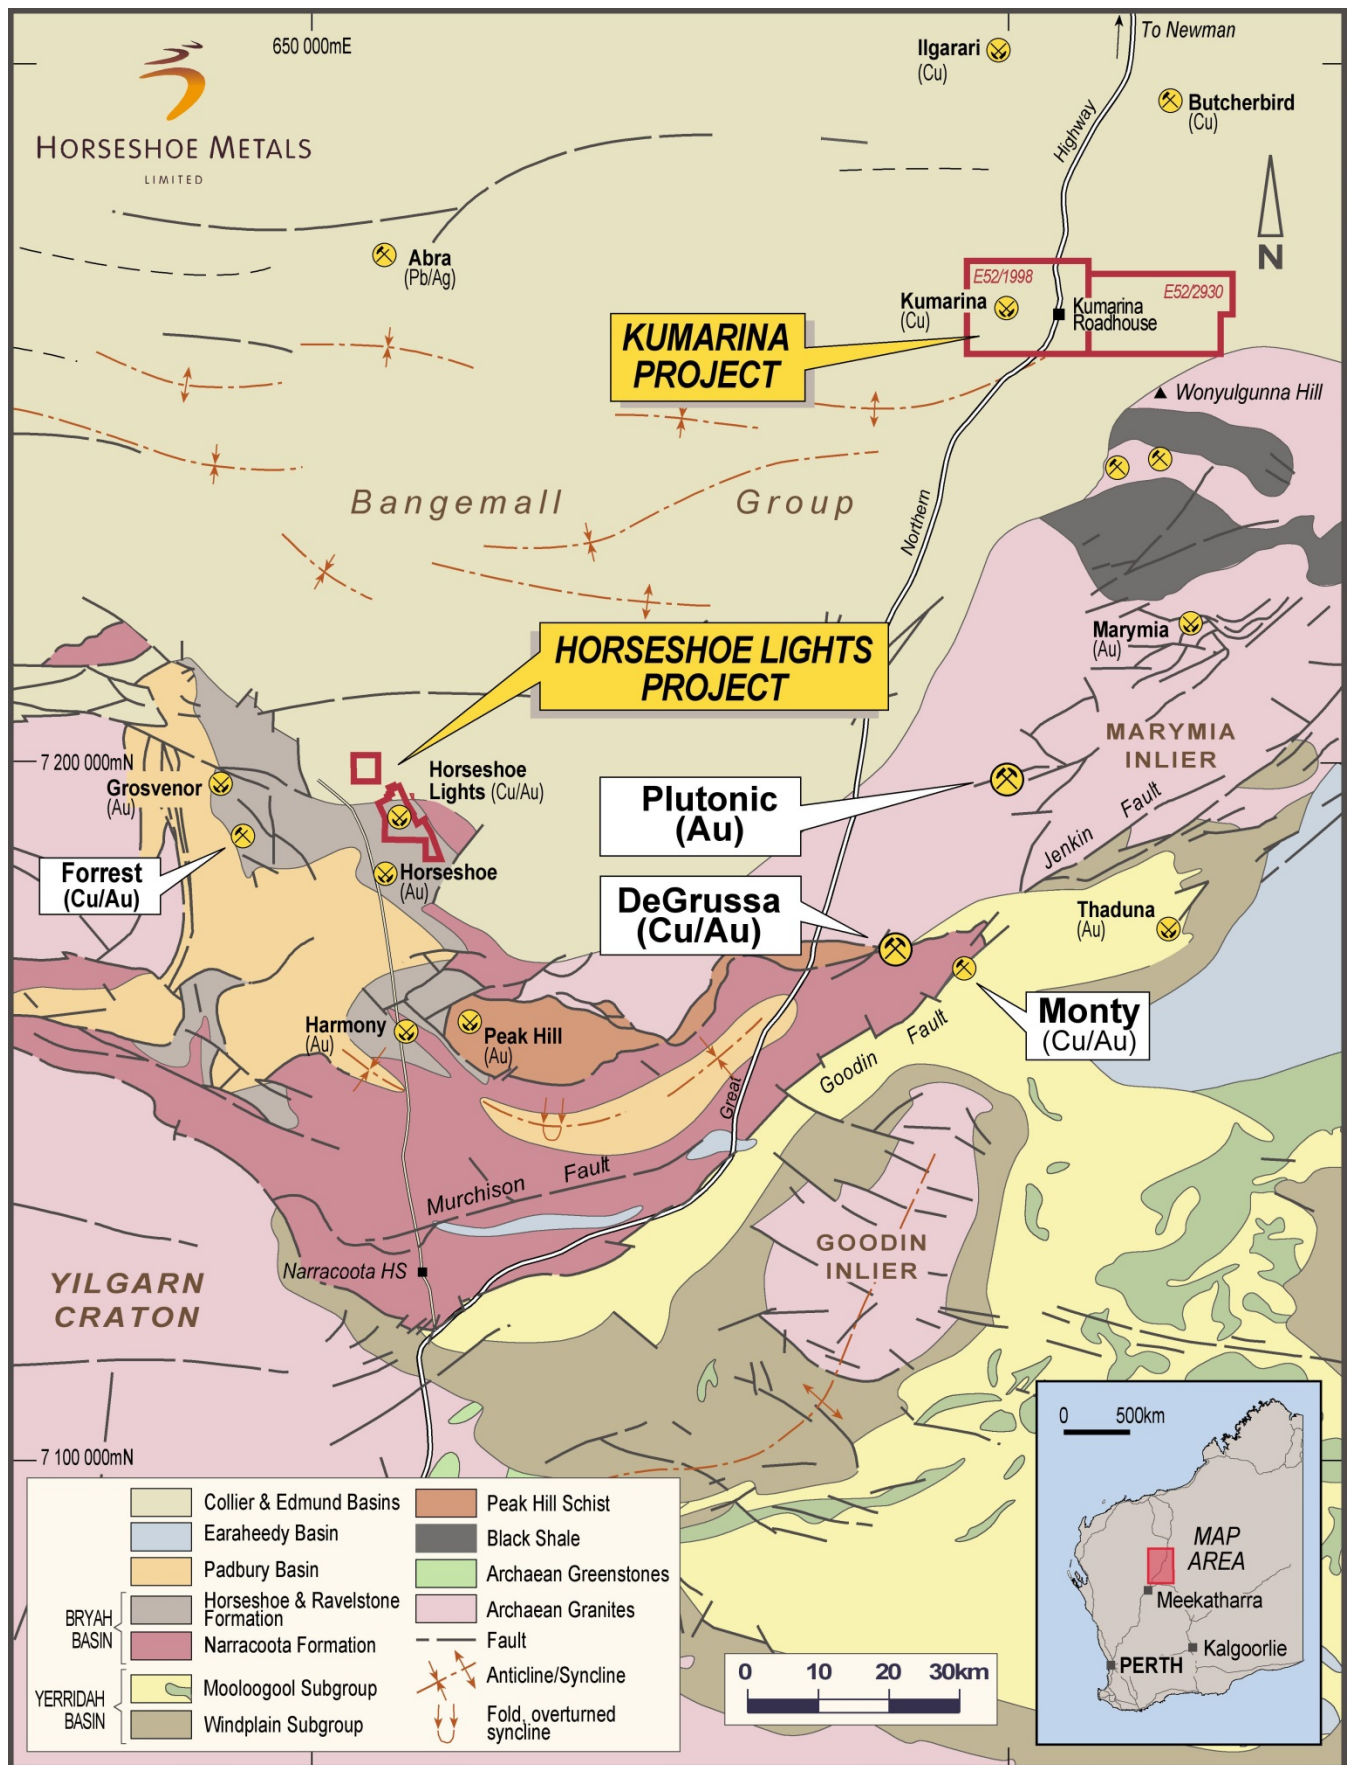 650 000mE
HORSESHOE METALS
LIMITED
Ilgarari
(Cu)
To Newman
Butcherbird
(Cu)
Highway
N
Abra
(Pb/Ag)
E52/1998
E52/2930
Kumarina
(Cu)
Kumarina
Roadhouse
KUMARINA
PROJECT
Wonyulgunna Hill
Bangemall Group
Northern
Marymia
(Au)
HORSESHOE LIGHTS
PROJECT
MARYMIA
INLIER
7 200 000mN
Grosvenor
(Au)
Horseshoe
Lights (Cu/Au)
Plutonic
(Au)
Jenkin Fault
Forrest
(Cu/Au)
Horseshoe
(Au)
DeGrussa
(Cu/Au)
Thaduna
(Au)
Monty
(Cu/Au)
Harmony
(Au)
Peak Hill
(Au)
Goodin Fault
Great
Murchison Fault
GOODIN
INLIER
Narracoota HS
YILGARN
CRATON
7 100 000mN
Collier & Edmund Basins
Earaheedy Basin
Padbury Basin
BRYAH
BASIN
Horseshoe & Ravelstone
Formation
Narracoota Formation
YERRIDAH
BASIN
Mooloogool Subgroup
Windplain Subgroup
Peak Hill Schist
Black Shale
Archaean Greenstones
Archaean Granites
Fault
Anticline/Syncline
Fold, overturned
syncline
0 10 20 30km
0 500km
MAP
AREA
Meekatharra
Kalgoorlie
PERTH